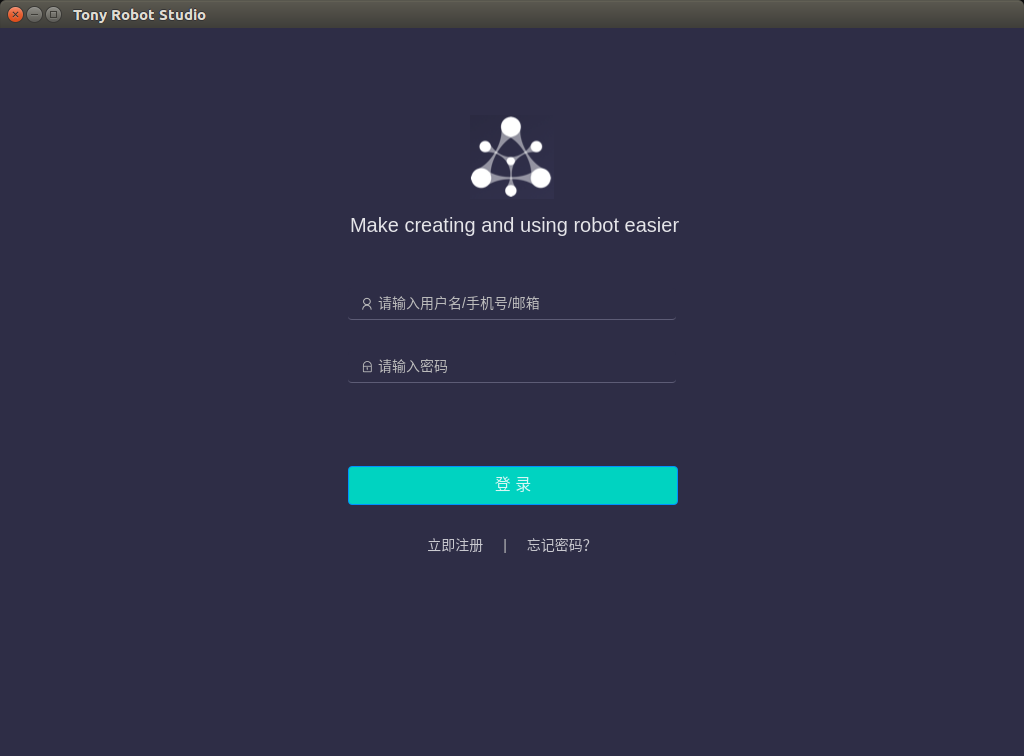 Tony Robot Studio
Make creating and using robot easier
请输入用户名/手机号/邮箱
请输入密码
登 录
立即注册 | 忘记密码?